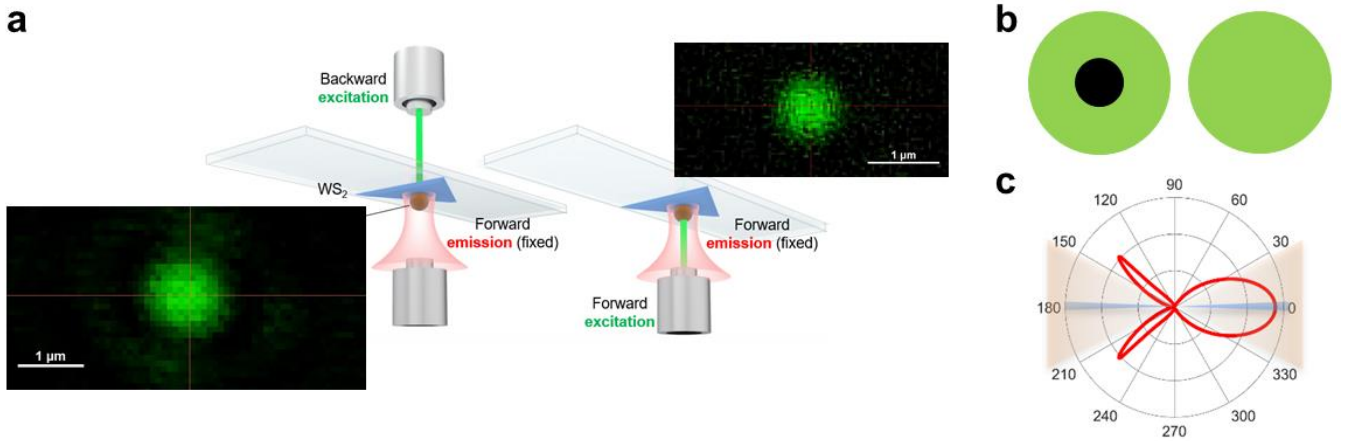 a
Backward
excitation
WS2
Forward
emission (fixed)
1 µm
Forward
emission (fixed)
Forward
excitation
1 µm
b
c
90
120
60
150
30
180
0
210
330
240
300
270